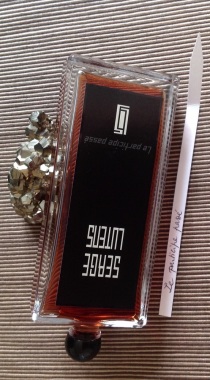 SERGE
LUTENS
Le participe passé
Le participe passé